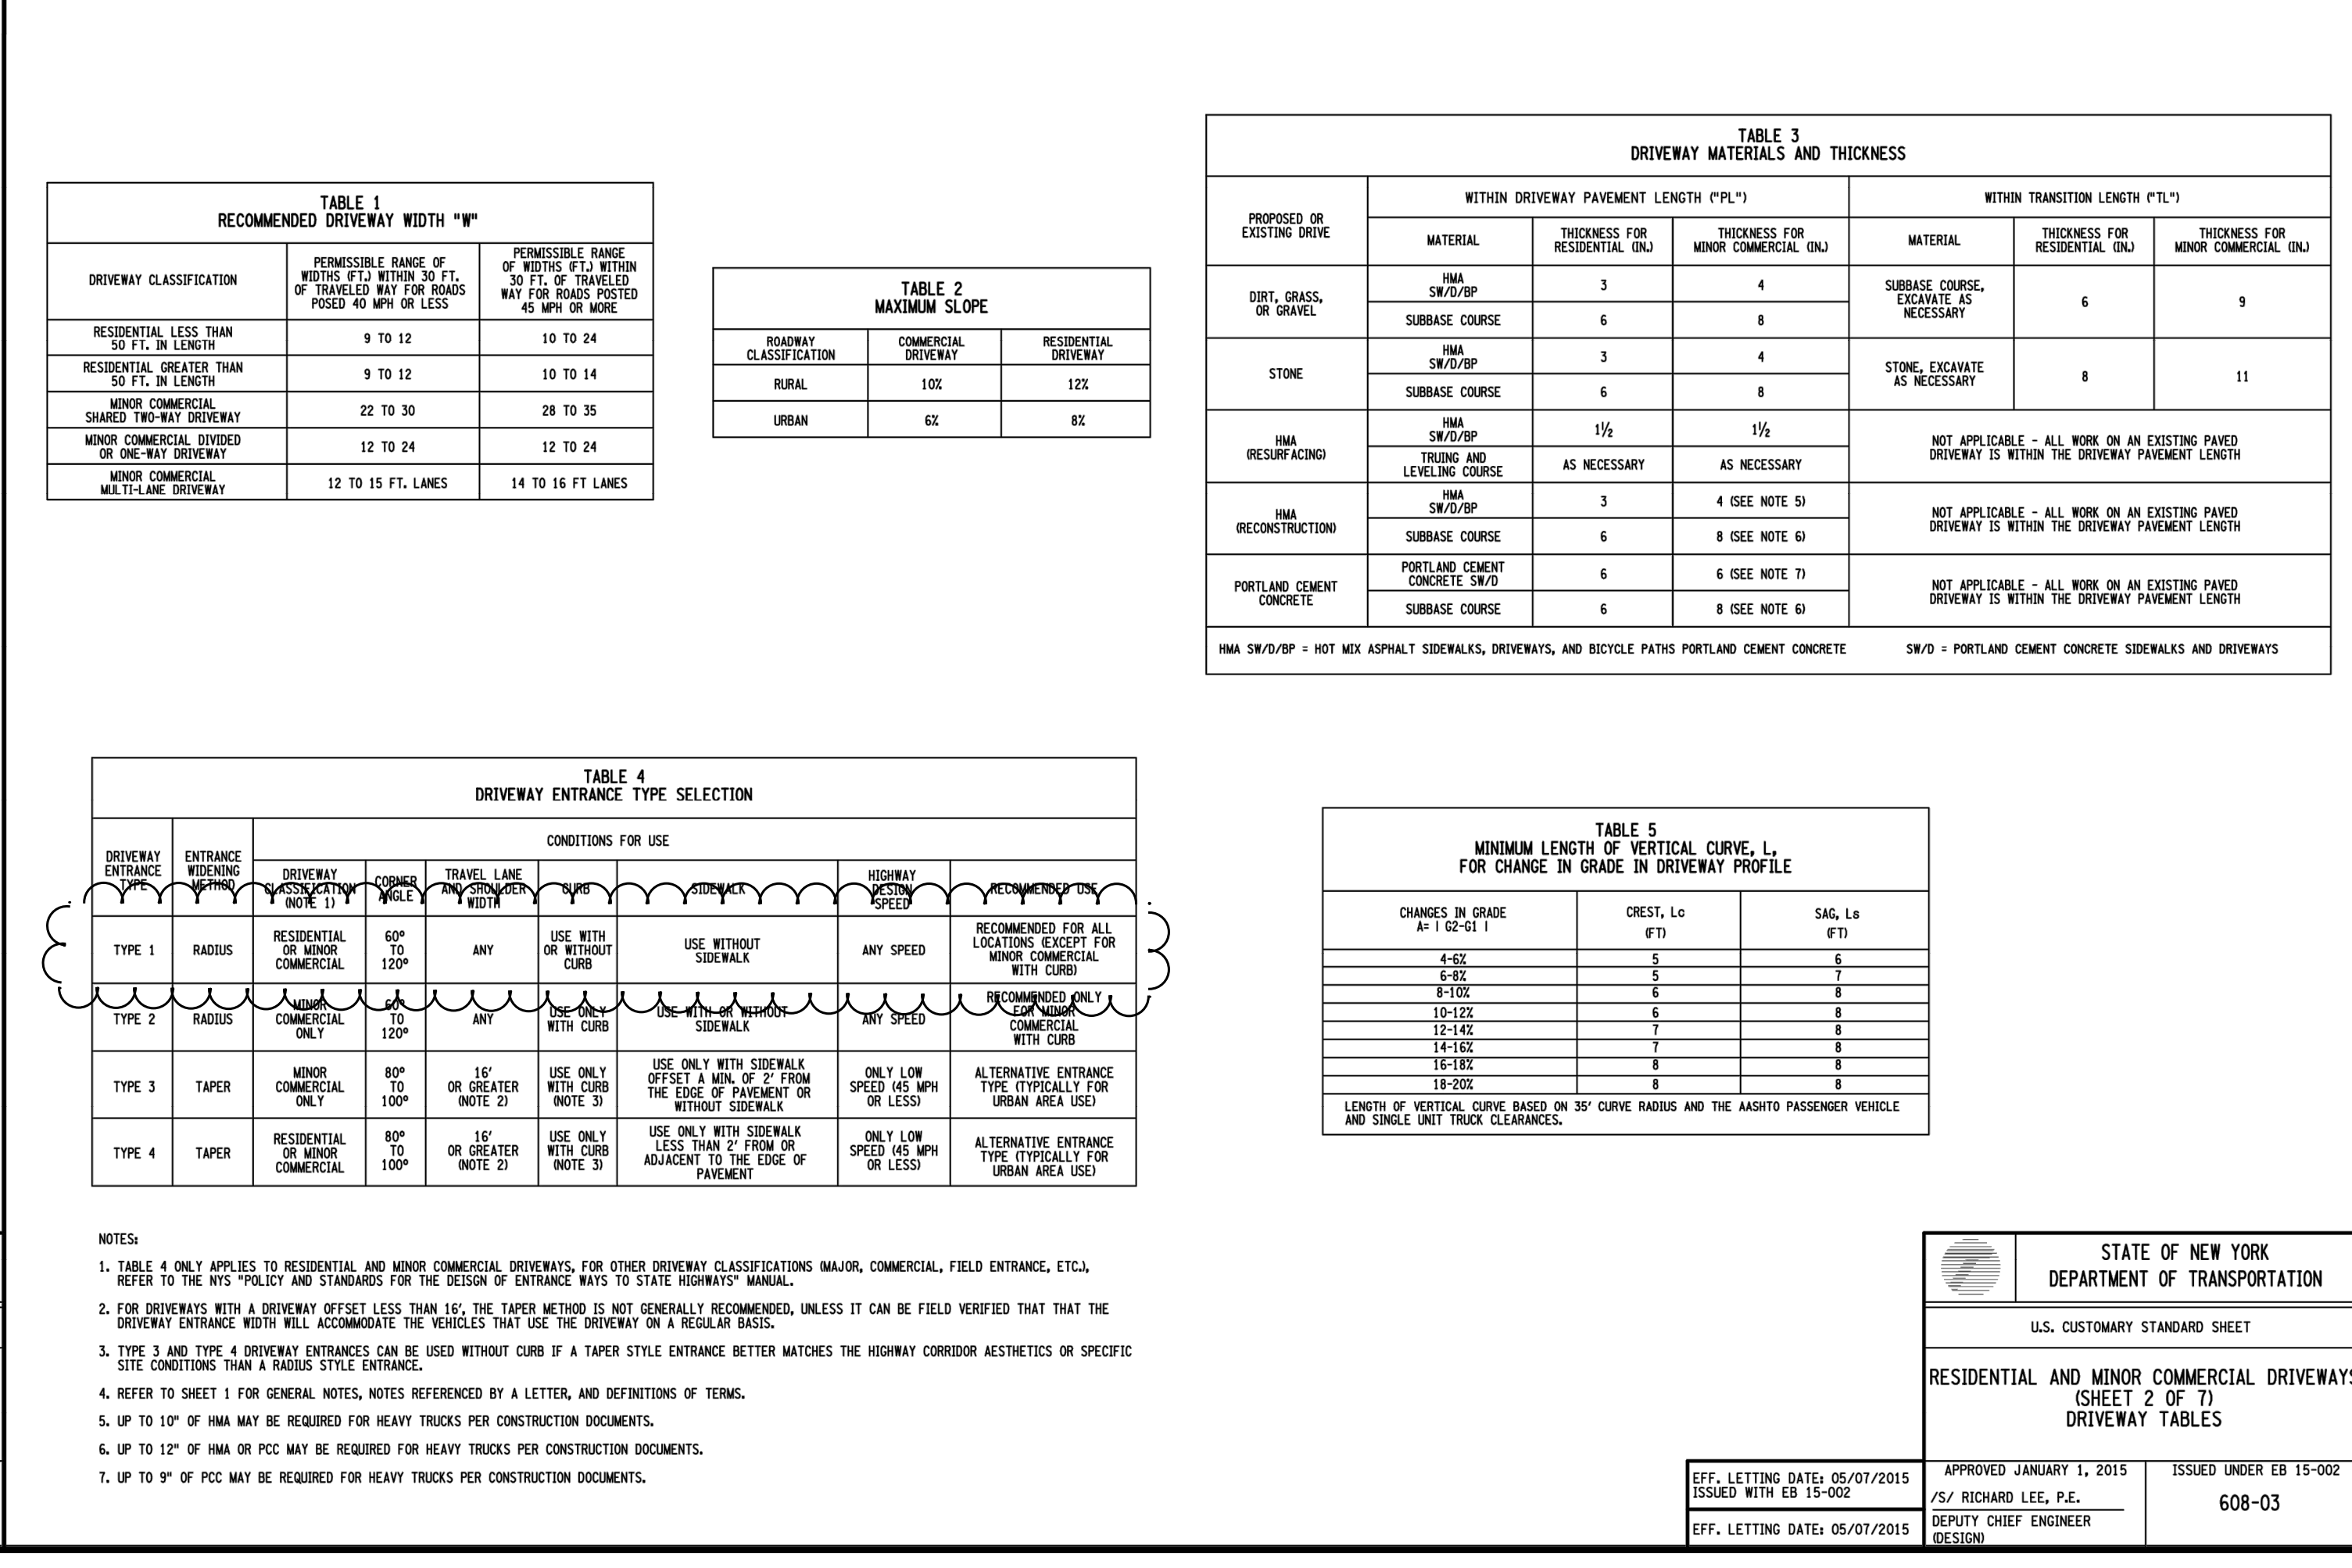 TABLE 1
RECOMMENDED DRIVEWAY WIDTH "W"
DRIVEWAY CLASSIFICATION
PERMISSIBLE RANGE OF
WIDTHS (FT.) WITHIN 30 FT.
OF TRAVELED WAY FOR ROADS
POSED 40 MPH OR LESS
PERMISSIBLE RANGE
OF WIDTHS (FT.) WITHIN
30 FT. OF TRAVELED
WAY FOR ROADS POSTED
45 MPH OR MORE
RESIDENTIAL LESS THAN
50 FT. IN LENGTH
9 TO 12
10 TO 24
RESIDENTIAL GREATER THAN
50 FT. IN LENGTH
9 TO 12
10 TO 14
MINOR COMMERCIAL
SHARED TWO-WAY DRIVEWAY
22 TO 30
28 TO 35
MINOR COMMERCIAL DIVIDED
OR ONE-WAY DRIVEWAY
12 TO 24
12 TO 24
MINOR COMMERCIAL
MULTI-LANE DRIVEWAY
12 TO 15 FT. LANES
14 TO 16 FT LANES
TABLE 2
MAXIMUM SLOPE
ROADWAY
CLASSIFICATION
COMMERCIAL
DRIVEWAY
RESIDENTIAL
DRIVEWAY
RURAL
10%
12%
URBAN
6%
8%
TABLE 3
DRIVEWAY MATERIALS AND THICKNESS
PROPOSED OR
EXISTING DRIVE
WITHIN DRIVEWAY PAVEMENT LENGTH ("PL")
WITHIN TRANSITION LENGTH ("TL")
MATERIAL
THICKNESS FOR
RESIDENTIAL (IN.)
THICKNESS FOR
MINOR COMMERCIAL (IN.)
MATERIAL
THICKNESS FOR
RESIDENTIAL (IN.)
THICKNESS FOR
MINOR COMMERCIAL (IN.)
DIRT, GRASS,
OR GRAVEL
HMA
SW/D/BP
3
4
SUBBASE COURSE
6
8
SUBBASE COURSE,
EXCAVATE AS
NECESSARY
6
9
STONE
HMA
SW/D/BP
3
4
SUBBASE COURSE
6
8
STONE, EXCAVATE
AS NECESSARY
8
11
HMA
(RESURFACING)
HMA
SW/D/BP
1½
1½
TRUING AND
LEVELING COURSE
AS NECESSARY
AS NECESSARY
NOT APPLICABLE - ALL WORK ON AN EXISTING PAVED
DRIVEWAY IS WITHIN THE DRIVEWAY PAVEMENT LENGTH
HMA
(RECONSTRUCTION)
HMA
SW/D/BP
3
4 (SEE NOTE 5)
SUBBASE COURSE
6
8 (SEE NOTE 6)
NOT APPLICABLE - ALL WORK ON AN EXISTING PAVED
DRIVEWAY IS WITHIN THE DRIVEWAY PAVEMENT LENGTH
PORTLAND CEMENT
CONCRETE
PORTLAND CEMENT
CONCRETE SW/D
6
6 (SEE NOTE 7)
SUBBASE COURSE
6
8 (SEE NOTE 6)
NOT APPLICABLE - ALL WORK ON AN EXISTING PAVED
DRIVEWAY IS WITHIN THE DRIVEWAY PAVEMENT LENGTH
HMA SW/D/BP = HOT MIX ASPHALT SIDEWALKS, DRIVEWAYS, AND BICYCLE PATHS PORTLAND CEMENT CONCRETE
SW/D = PORTLAND CEMENT CONCRETE SIDEWALKS AND DRIVEWAYS
TABLE 4
DRIVEWAY ENTRANCE TYPE SELECTION
DRIVEWAY
ENTRANCE
TYPE
ENTRANCE
WIDENING
METHOD
CONDITIONS FOR USE
DRIVEWAY
CLASSIFICATION
(NOTE 1)
CORNER
ANGLE
TRAVEL LANE
AND SHOULDER
WIDTH
CURB
SIDEWALK
HIGHWAY
DESIGN
SPEED
RECOMMENDED USE
TYPE 1
RADIUS
RESIDENTIAL
OR MINOR
COMMERCIAL
60°
TO
120°
ANY
USE WITH
OR WITHOUT
CURB
USE WITHOUT
SIDEWALK
ANY SPEED
RECOMMENDED FOR ALL
LOCATIONS (EXCEPT FOR
MINOR COMMERCIAL
WITH CURB)
TYPE 2
RADIUS
MINOR
COMMERCIAL
ONLY
60°
TO
120°
ANY
USE ONLY
WITH CURB
USE WITH OR WITHOUT
SIDEWALK
ANY SPEED
RECOMMENDED ONLY
FOR MINOR
COMMERCIAL
WITH CURB
TYPE 3
TAPER
MINOR
COMMERCIAL
ONLY
80°
TO
100°
16'
OR GREATER
(NOTE 2)
USE ONLY
WITH CURB
(NOTE 3)
USE ONLY WITH SIDEWALK
OFFSET A MIN. OF 2' FROM
THE EDGE OF PAVEMENT OR
WITHOUT SIDEWALK
ONLY LOW
SPEED (45 MPH
OR LESS)
ALTERNATIVE ENTRANCE
TYPE (TYPICALLY FOR
URBAN AREA USE)
TYPE 4
TAPER
RESIDENTIAL
OR MINOR
COMMERCIAL
80°
TO
100°
16'
OR GREATER
(NOTE 2)
USE ONLY
WITH CURB
(NOTE 3)
USE ONLY WITH SIDEWALK
LESS THAN 2' FROM OR
ADJACENT TO THE EDGE OF
PAVEMENT
ONLY LOW
SPEED (45 MPH
OR LESS)
ALTERNATIVE ENTRANCE
TYPE (TYPICALLY FOR
URBAN AREA USE)
TABLE 5
MINIMUM LENGTH OF VERTICAL CURVE, L,
FOR CHANGE IN GRADE IN DRIVEWAY PROFILE
CHANGES IN GRADE
A= | G2-G1 |
CREST, Lc
(FT)
SAG, Ls
(FT)
4-6% 5 6
6-8% 5 7
8-10% 6 8
10-12% 6 8
12-14% 7 8
14-16% 7 8
16-18% 8 8
18-20% 8 8
LENGTH OF VERTICAL CURVE BASED ON 35' CURVE RADIUS AND THE AASHTO PASSENGER VEHICLE
AND SINGLE UNIT TRUCK CLEARANCES.
NOTES:
1. TABLE 4 ONLY APPLIES TO RESIDENTIAL AND MINOR COMMERCIAL DRIVEWAYS, FOR OTHER DRIVEWAY CLASSIFICATIONS (MAJOR, COMMERCIAL, FIELD ENTRANCE, ETC.),
REFER TO THE NYS "POLICY AND STANDARDS FOR THE DEISGN OF ENTRANCE WAYS TO STATE HIGHWAYS" MANUAL.
2. FOR DRIVEWAYS WITH A DRIVEWAY OFFSET LESS THAN 16', THE TAPER METHOD IS NOT GENERALLY RECOMMENDED, UNLESS IT CAN BE FIELD VERIFIED THAT THAT THE
DRIVEWAY ENTRANCE WIDTH WILL ACCOMMODATE THE VEHICLES THAT USE THE DRIVEWAY ON A REGULAR BASIS.
3. TYPE 3 AND TYPE 4 DRIVEWAY ENTRANCES CAN BE USED WITHOUT CURB IF A TAPER STYLE ENTRANCE BETTER MATCHES THE HIGHWAY CORRIDOR AESTHETICS OR SPECIFIC
SITE CONDITIONS THAN A RADIUS STYLE ENTRANCE.
4. REFER TO SHEET 1 FOR GENERAL NOTES, NOTES REFERENCED BY A LETTER, AND DEFINITIONS OF TERMS.
5. UP TO 10" OF HMA MAY BE REQUIRED FOR HEAVY TRUCKS PER CONSTRUCTION DOCUMENTS.
6. UP TO 12" OF HMA OR PCC MAY BE REQUIRED FOR HEAVY TRUCKS PER CONSTRUCTION DOCUMENTS.
7. UP TO 9" OF PCC MAY BE REQUIRED FOR HEAVY TRUCKS PER CONSTRUCTION DOCUMENTS.
STATE OF NEW YORK
DEPARTMENT OF TRANSPORTATION
U.S. CUSTOMARY STANDARD SHEET
RESIDENTIAL AND MINOR COMMERCIAL DRIVEWAYS
(SHEET 2 OF 7)
DRIVEWAY TABLES
EFF. LETTING DATE: 05/07/2015
ISSUED WITH EB 15-002
EFF. LETTING DATE: 05/07/2015
APPROVED JANUARY 1, 2015
/S/ RICHARD LEE, P.E.
DEPUTY CHIEF ENGINEER
(DESIGN)
ISSUED UNDER EB 15-002
608-03